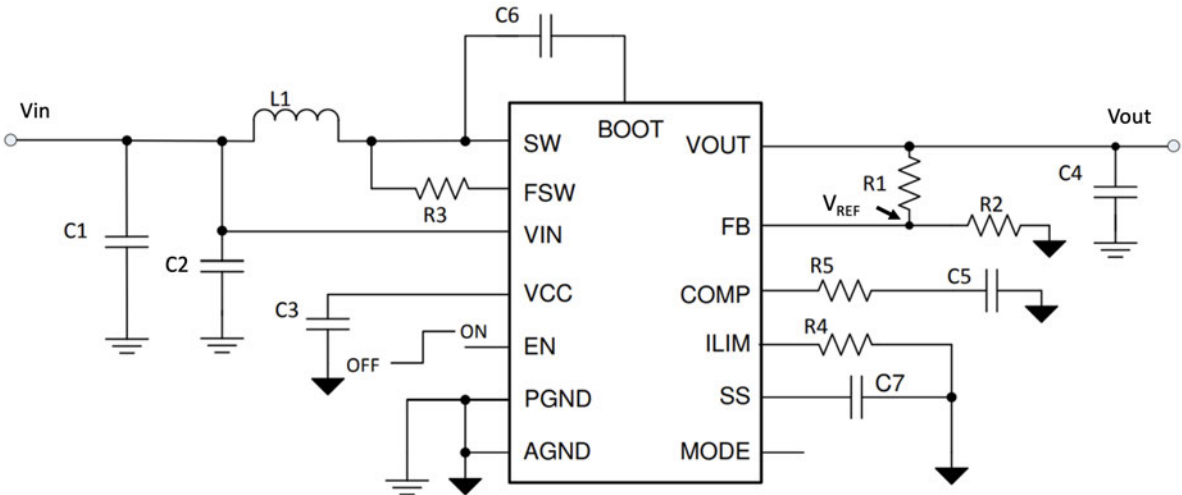 C6
Vin
L1
BOOT
SW
VOUT
Vout
FSW
R3
R1
C4
V_REF
R2
C1
VIN
FB
C2
VCC
COMP
R5
C5
C3
ON
OFF
EN
ILIM
R4
PGND
SS
C7
AGND
MODE